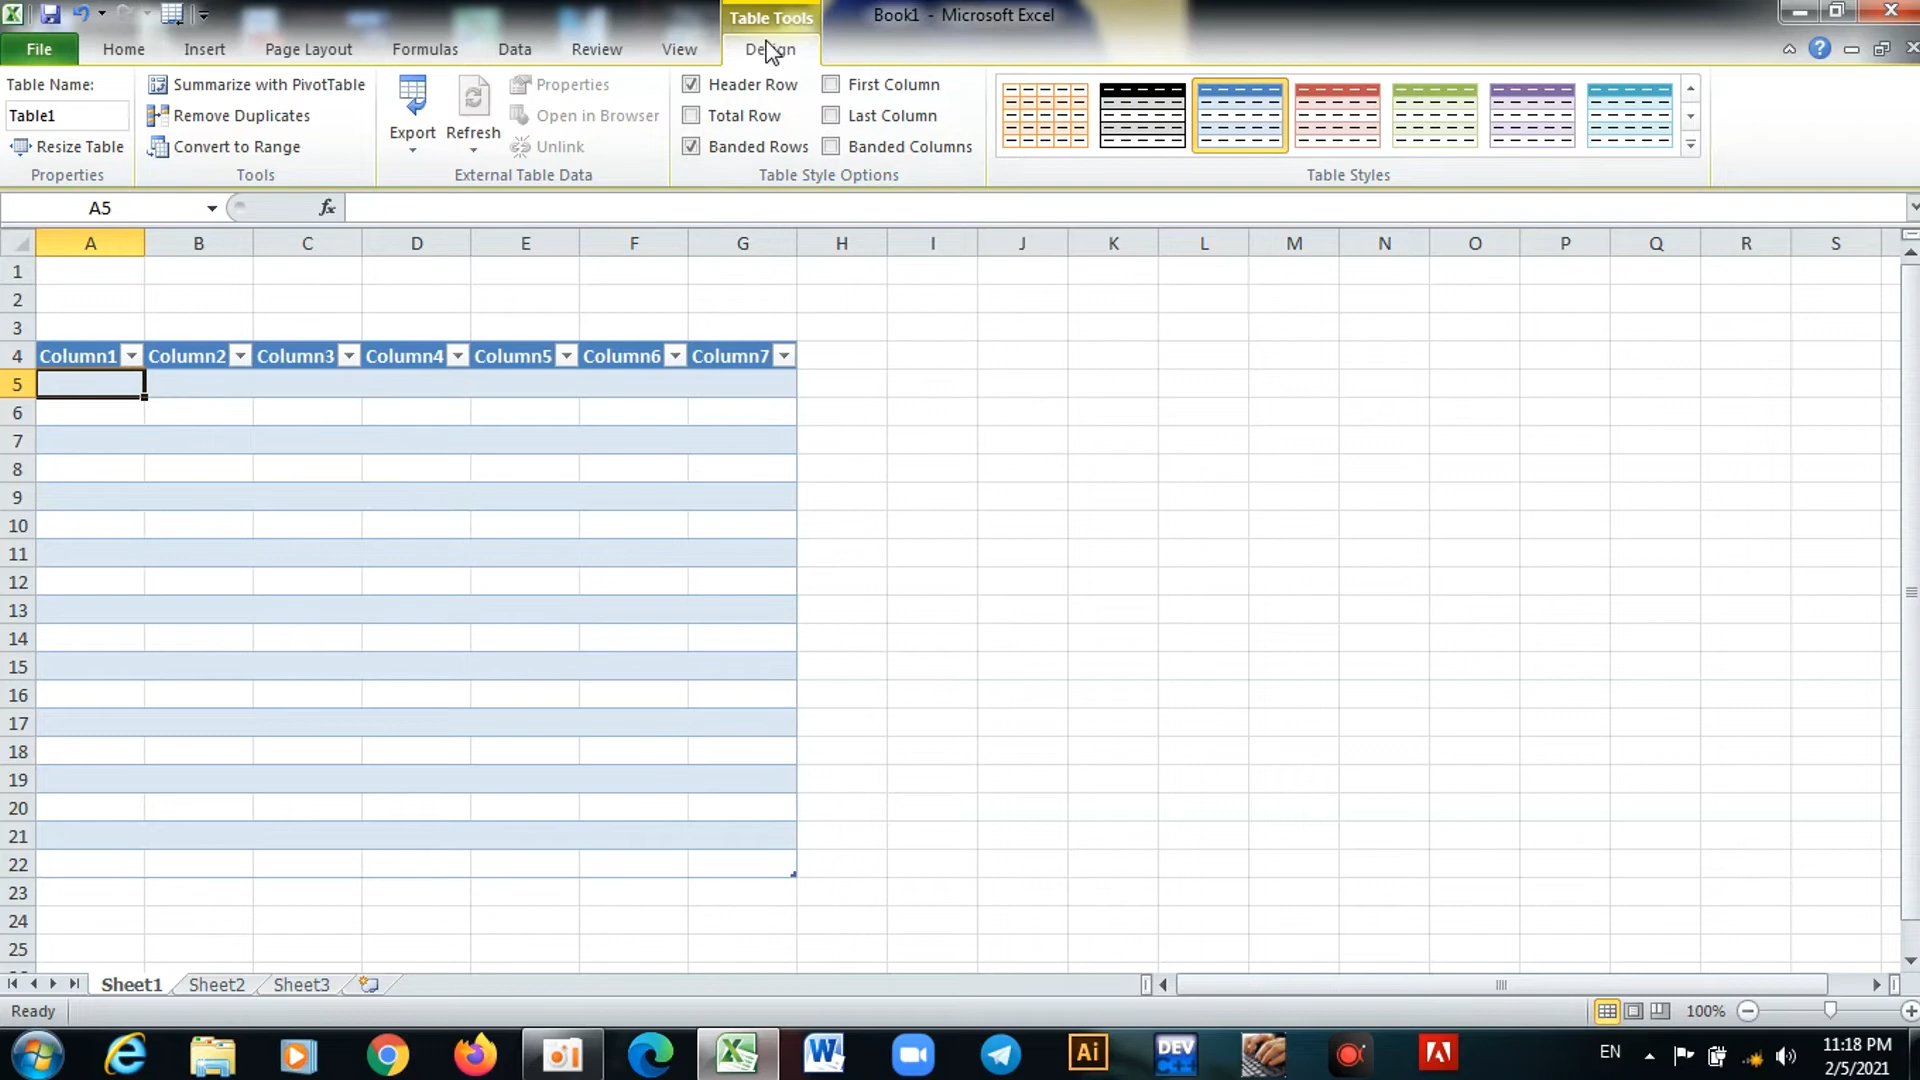 Table Tools
Book1 - Microsoft Excel
File Home Insert Page Layout Formulas Data Review View Design
Table Name:
Table1
Resize Table
Properties
Summarize with PivotTable
Remove Duplicates
Convert to Range
Tools
Export
Refresh
Properties
Open in Browser
Unlink
External Table Data
Header Row
Total Row
Banded Rows
First Column
Last Column
Banded Columns
Table Style Options
Table Styles
A5
fx
A B C D E F G H I J K L M N O P Q R S
1
2
3
4 Column1 Column2 Column3 Column4 Column5 Column6 Column7
5
6
7
8
9
10
11
12
13
14
15
16
17
18
19
20
21
22
23
24
25
Sheet1 Sheet2 Sheet3
Ready
100%
Ai
DEV
C++
EN
11:18 PM
2/5/2021